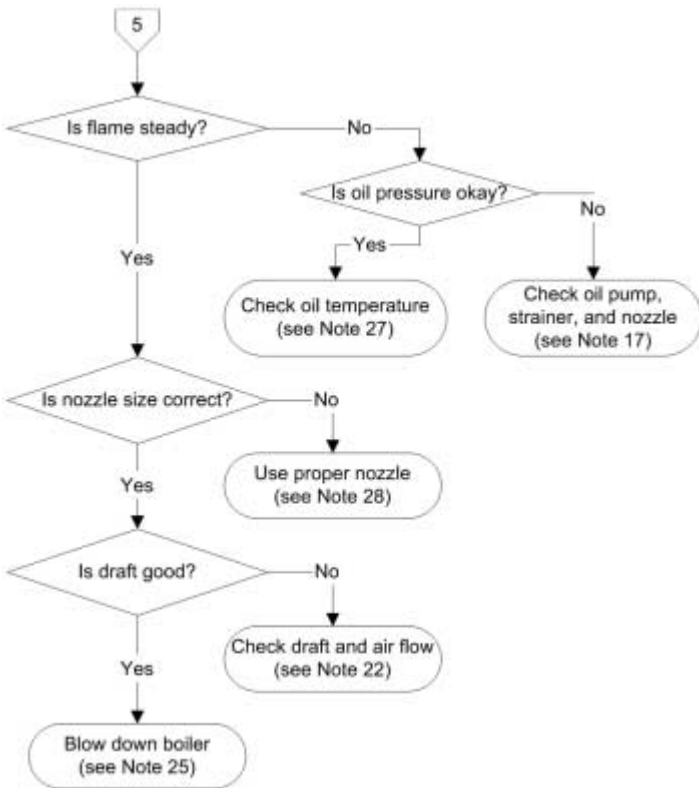 5
Is flame steady?
No
Is oil pressure okay?
No
Yes
Yes
Check oil temperature
(see Note 27)
Check oil pump,
strainer, and nozzle
(see Note 17)
Is nozzle size correct?
No
Yes
Use proper nozzle
(see Note 28)
Is draft good?
No
Yes
Check draft and air flow
(see Note 22)
Blow down boiler
(see Note 25)